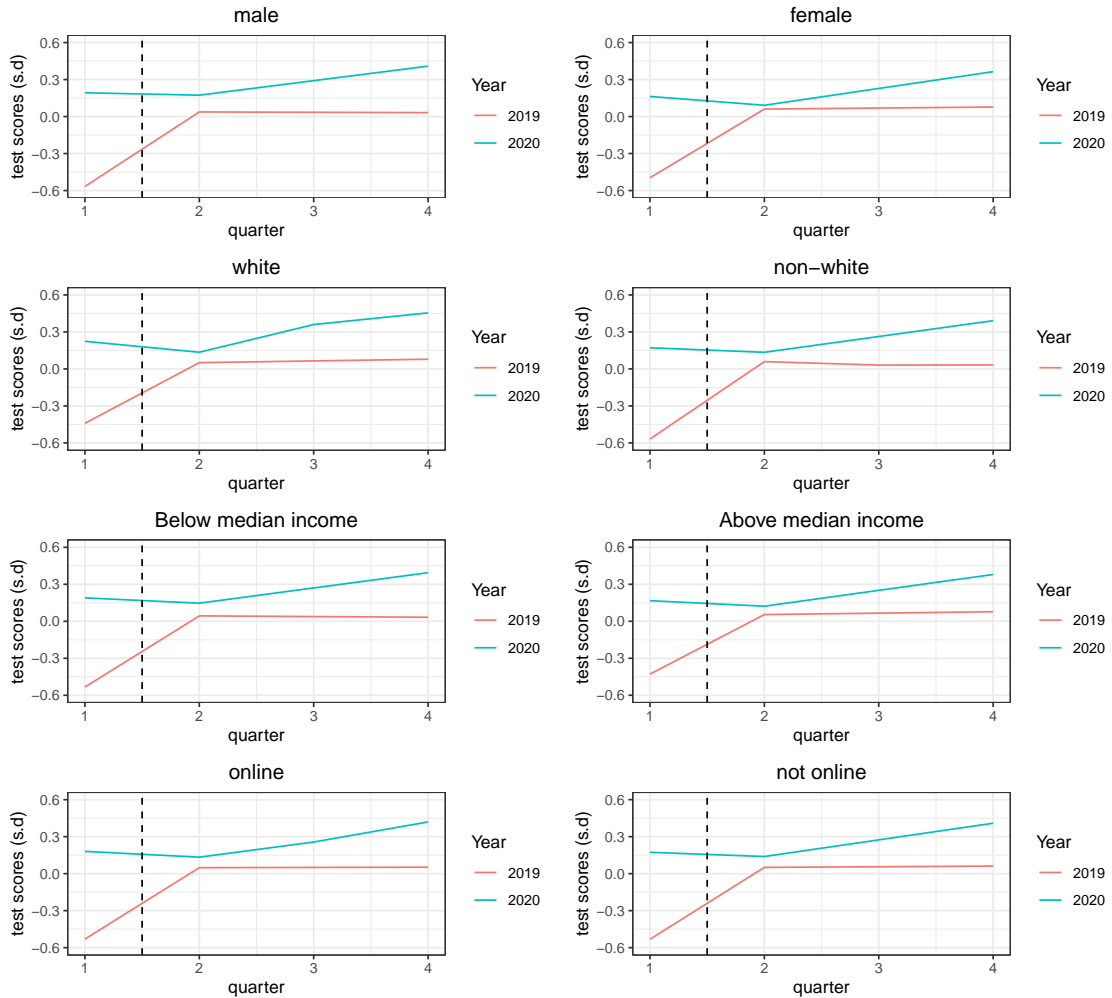 male
test scores (s.d)
0.6
0.3
0.0
−0.3
−0.6
1 2 3 4
quarter
Year
2019
2020
female
test scores (s.d)
0.6
0.3
0.0
−0.3
−0.6
1 2 3 4
quarter
Year
2019
2020
white
test scores (s.d)
0.6
0.3
0.0
−0.3
−0.6
1 2 3 4
quarter
Year
2019
2020
non−white
test scores (s.d)
0.6
0.3
0.0
−0.3
−0.6
1 2 3 4
quarter
Year
2019
2020
Below median income
test scores (s.d)
0.6
0.3
0.0
−0.3
−0.6
1 2 3 4
quarter
Year
2019
2020
Above median income
test scores (s.d)
0.6
0.3
0.0
−0.3
−0.6
1 2 3 4
quarter
Year
2019
2020
online
test scores (s.d)
0.6
0.3
0.0
−0.3
−0.6
1 2 3 4
quarter
Year
2019
2020
not online
test scores (s.d)
0.6
0.3
0.0
−0.3
−0.6
1 2 3 4
quarter
Year
2019
2020